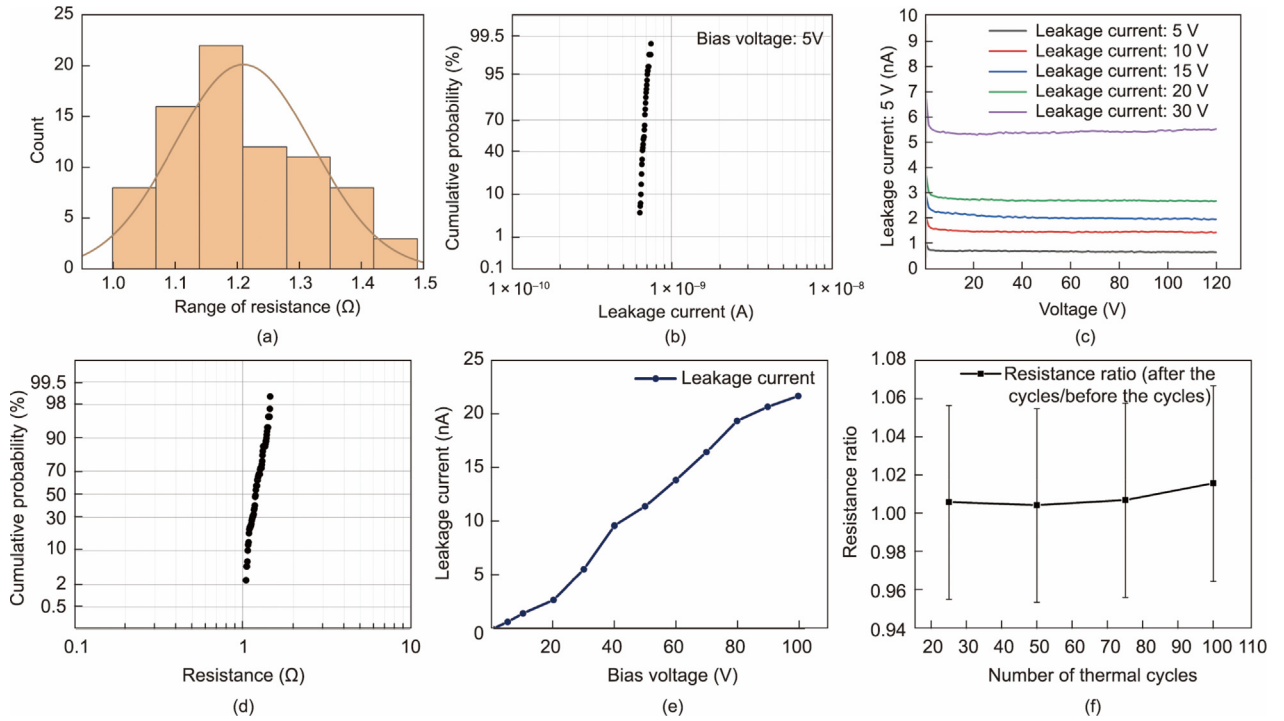 25
20
15
10
5
0
Count
1.0
1.1
1.2
1.3
1.4
1.5
Range of resistance (Ω)
(a)
99.5
95
70
40
10
1
0.1
Cumulative probability (%)
Bias voltage: 5V
1 × 10⁻¹⁰
1 × 10⁻⁹
1 × 10⁻⁸
Leakage current (A)
(b)
10
9
8
7
6
5
4
3
2
1
0
Leakage current: 5 V (nA)
Leakage current: 5 V
Leakage current: 10 V
Leakage current: 15 V
Leakage current: 20 V
Leakage current: 30 V
0
20
40
60
80
100
120
Voltage (V)
(c)
99.5
98
90
70
50
30
10
2
0.5
Cumulative probability (%)
0.1
1
10
Resistance (Ω)
(d)
25
20
15
10
5
0
Leakage current (nA)
Leakage current
20
40
60
80
100
Bias voltage (V)
(e)
1.08
1.06
1.04
1.02
1.00
0.98
0.96
0.94
Resistance ratio
Resistance ratio (after the
cycles/before the cycles)
20
30
40
50
60
70
80
90
100
110
Number of thermal cycles
(f)